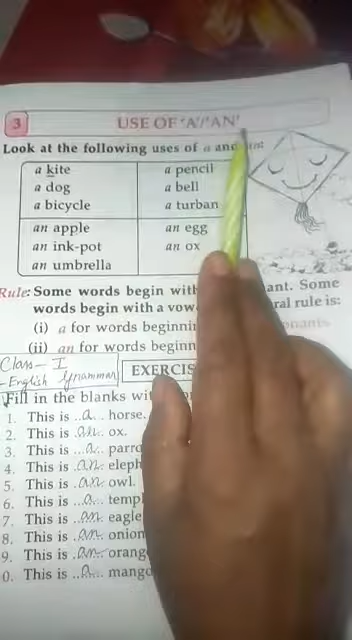 3
USE OF 'A'/'AN'
Look at the following uses of a and an:
a kite a pencil
a dog a bell
a bicycle a turban
an apple an egg
an ink-pot an ox
an umbrella
Rule: Some words begin with ant. Some
words begin with a vow ral rule is:
(i) a for words beginnin onants.
(ii) an for words beginn
Class - I
- English Grammar
EXERCIS
Fill in the blanks wi
1. This is ..a... horse.
2. This is .an.. ox.
3. This is ...a... parro
4. This is .an.. eleph
5. This is .an. owl.
6. This is ...a... templ
7. This is .an. eagle
8. This is .an.. onion
9. This is .an.. orang
0. This is ..a... mango